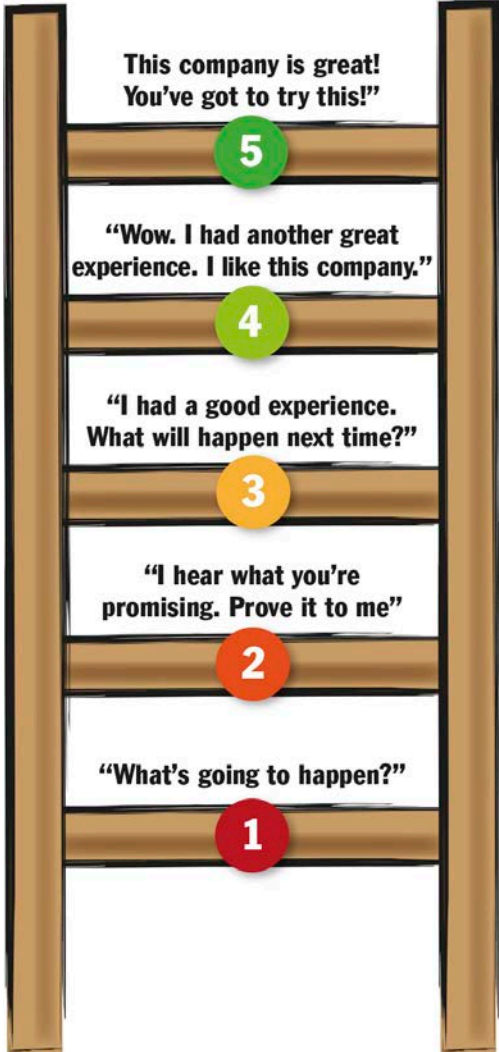 This company is great!
You've got to try this!”
5
“Wow. I had another great
experience. I like this company.”
4
“I had a good experience.
What will happen next time?”
3
“I hear what you're
promising. Prove it to me”
2
“What's going to happen?”
1